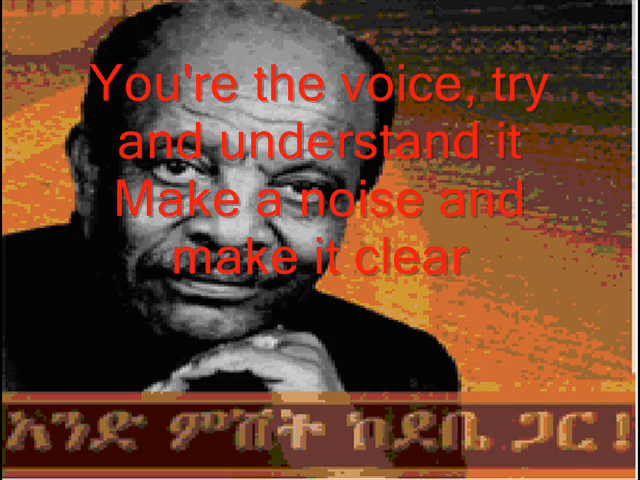 You're the voice, try
and understand it
Make a noise and
make it clear
አንድ ምሽት ከደቤ ጋር !